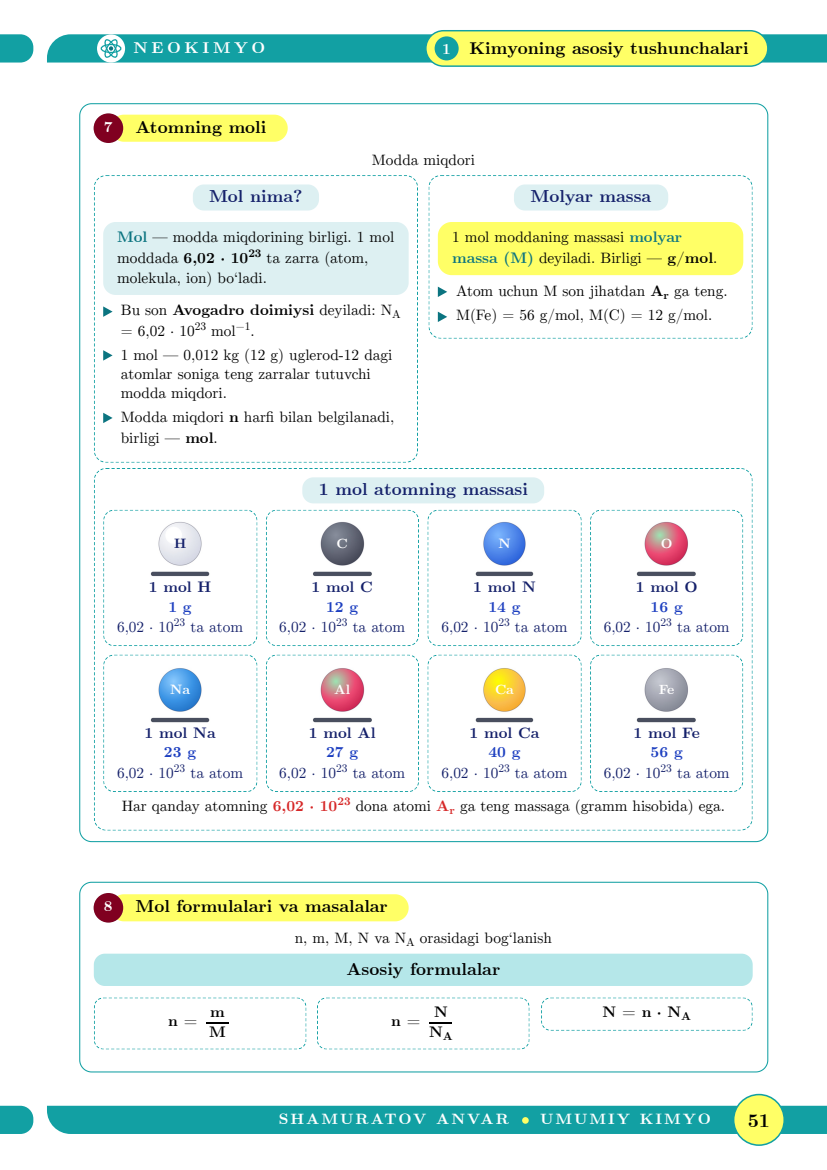 NEOKIMYO
1 Kimyoning asosiy tushunchalari
7 Atomning moli
Modda miqdori
Mol nima?
Mol — modda miqdorining birligi. 1 mol
moddada 6,02 · 10²³ ta zarra (atom,
molekula, ion) bo‘ladi.
▶ Bu son Avogadro doimiysi deyiladi: N_A
= 6,02 · 10²³ mol⁻¹.
▶ 1 mol — 0,012 kg (12 g) uglerod-12 dagi
atomlar soniga teng zarralar tutuvchi
modda miqdori.
▶ Modda miqdori n harfi bilan belgilanadi,
birligi — mol.
Molyar massa
1 mol moddaning massasi molyar
massa (M) deyiladi. Birligi — g/mol.
▶ Atom uchun M son jihatdan A_r ga teng.
▶ M(Fe) = 56 g/mol, M(C) = 12 g/mol.
1 mol atomning massasi
H
1 mol H
1 g
6,02 · 10²³ ta atom
C
1 mol C
12 g
6,02 · 10²³ ta atom
N
1 mol N
14 g
6,02 · 10²³ ta atom
O
1 mol O
16 g
6,02 · 10²³ ta atom
Na
1 mol Na
23 g
6,02 · 10²³ ta atom
Al
1 mol Al
27 g
6,02 · 10²³ ta atom
Ca
1 mol Ca
40 g
6,02 · 10²³ ta atom
Fe
1 mol Fe
56 g
6,02 · 10²³ ta atom
Har qanday atomning 6,02 · 10²³ dona atomi A_r ga teng massaga (gramm hisobida) ega.
8 Mol formulalari va masalalar
n, m, M, N va N_A orasidagi bog‘lanish
Asosiy formulalar
n = m/M
n = N/N_A
N = n · N_A
SHAMURATOV ANVAR • UMUMIY KIMYO
51